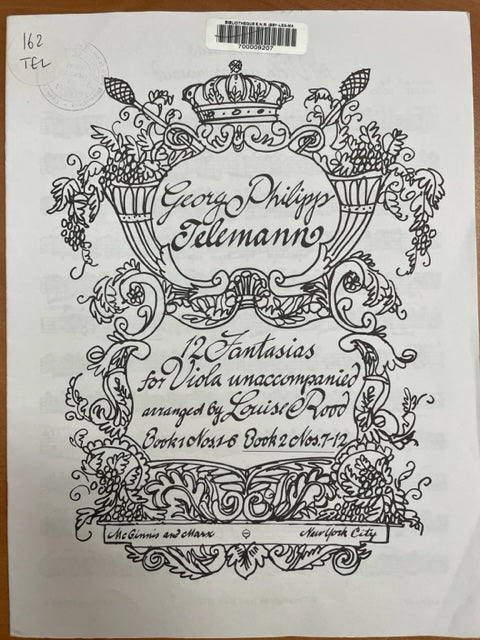 162
TEL
700009207
Georg Philipp
Telemann
12 Fantasias
for Viola unaccompanied
arranged by Louise Rood
Book 1 Nos. 1-6 Book 2 Nos. 7-12
McGinnis and Marx New York City